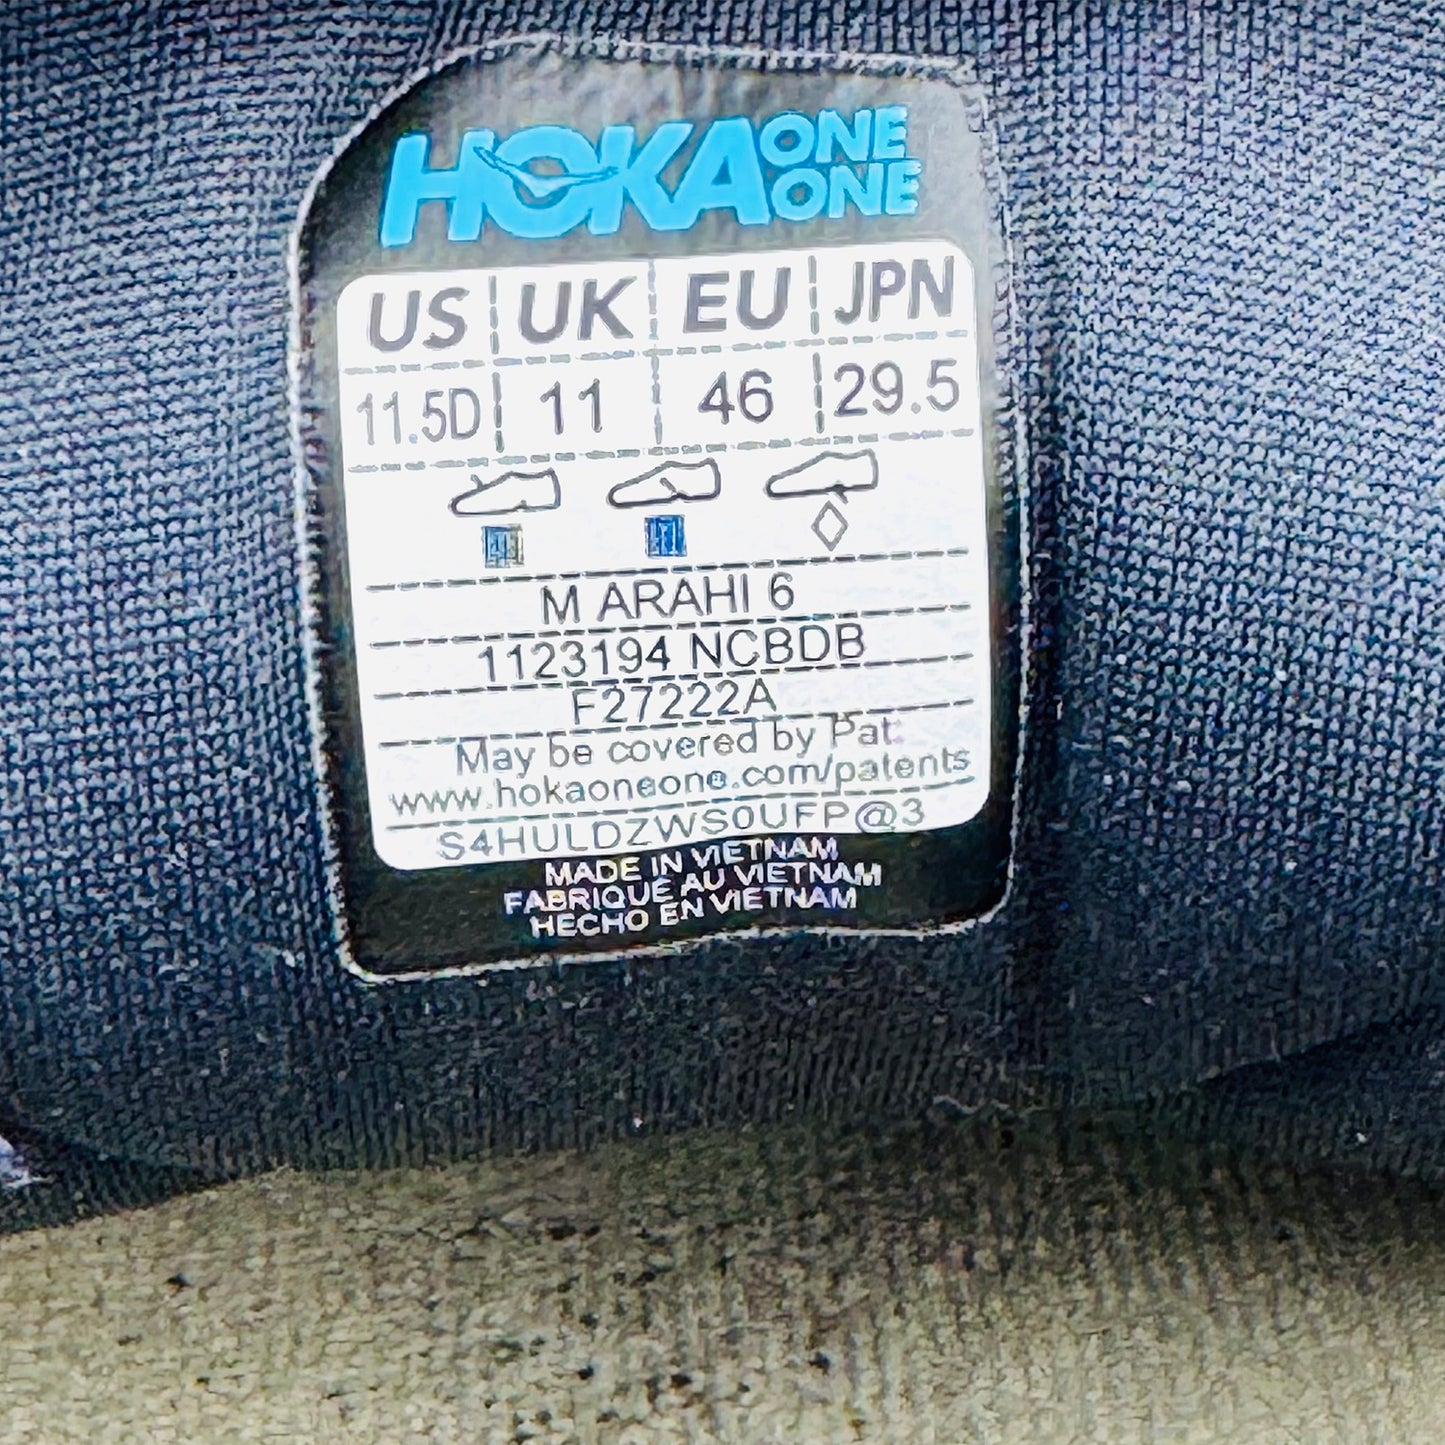 HOKA ONE ONE
US UK EU JPN
11.5D 11 46 29.5
M ARAHI 6
1123194 NCBDB
F27222A
May be covered by Pat.
www.hokaoneone.com/patents
S4HULDZWS0UFP@3
MADE IN VIETNAM
FABRIQUÉ AU VIETNAM
HECHO EN VIETNAM